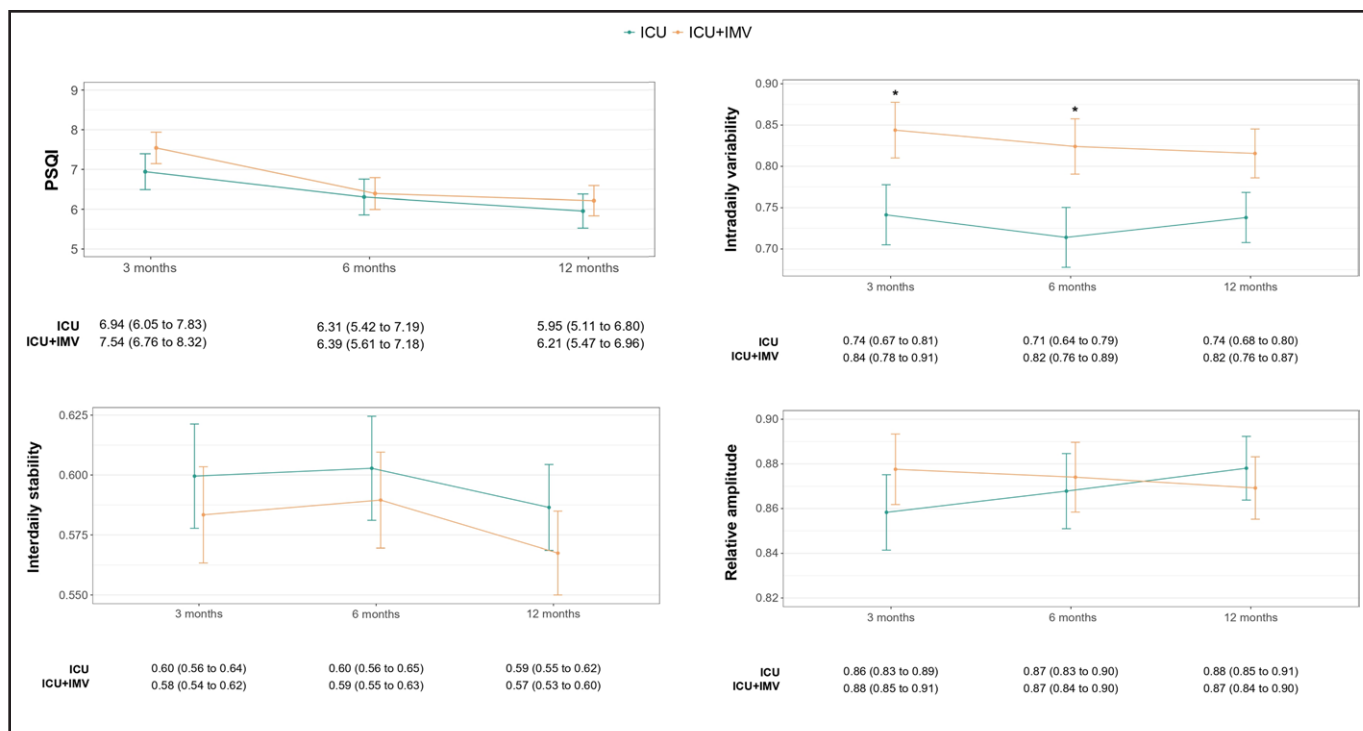 ICU ICU+IMV
PSQI
9
8
7
6
5
3 months 6 months 12 months
ICU 6.94 (6.05 to 7.83) 6.31 (5.42 to 7.19) 5.95 (5.11 to 6.80)
ICU+IMV 7.54 (6.76 to 8.32) 6.39 (5.61 to 7.18) 6.21 (5.47 to 6.96)
Intradaily variability
0.90
* *
0.85
0.80
0.75
0.70
3 months 6 months 12 months
ICU 0.74 (0.67 to 0.81) 0.71 (0.64 to 0.79) 0.74 (0.68 to 0.80)
ICU+IMV 0.84 (0.78 to 0.91) 0.82 (0.76 to 0.89) 0.82 (0.76 to 0.87)
Interdaily stability
0.625
0.600
0.575
0.550
3 months 6 months 12 months
ICU 0.60 (0.56 to 0.64) 0.60 (0.56 to 0.65) 0.59 (0.55 to 0.62)
ICU+IMV 0.58 (0.54 to 0.62) 0.59 (0.55 to 0.63) 0.57 (0.53 to 0.60)
Relative amplitude
0.90
0.88
0.86
0.84
0.82
3 months 6 months 12 months
ICU 0.86 (0.83 to 0.89) 0.87 (0.83 to 0.90) 0.88 (0.85 to 0.91)
ICU+IMV 0.88 (0.85 to 0.91) 0.87 (0.84 to 0.90) 0.87 (0.84 to 0.90)